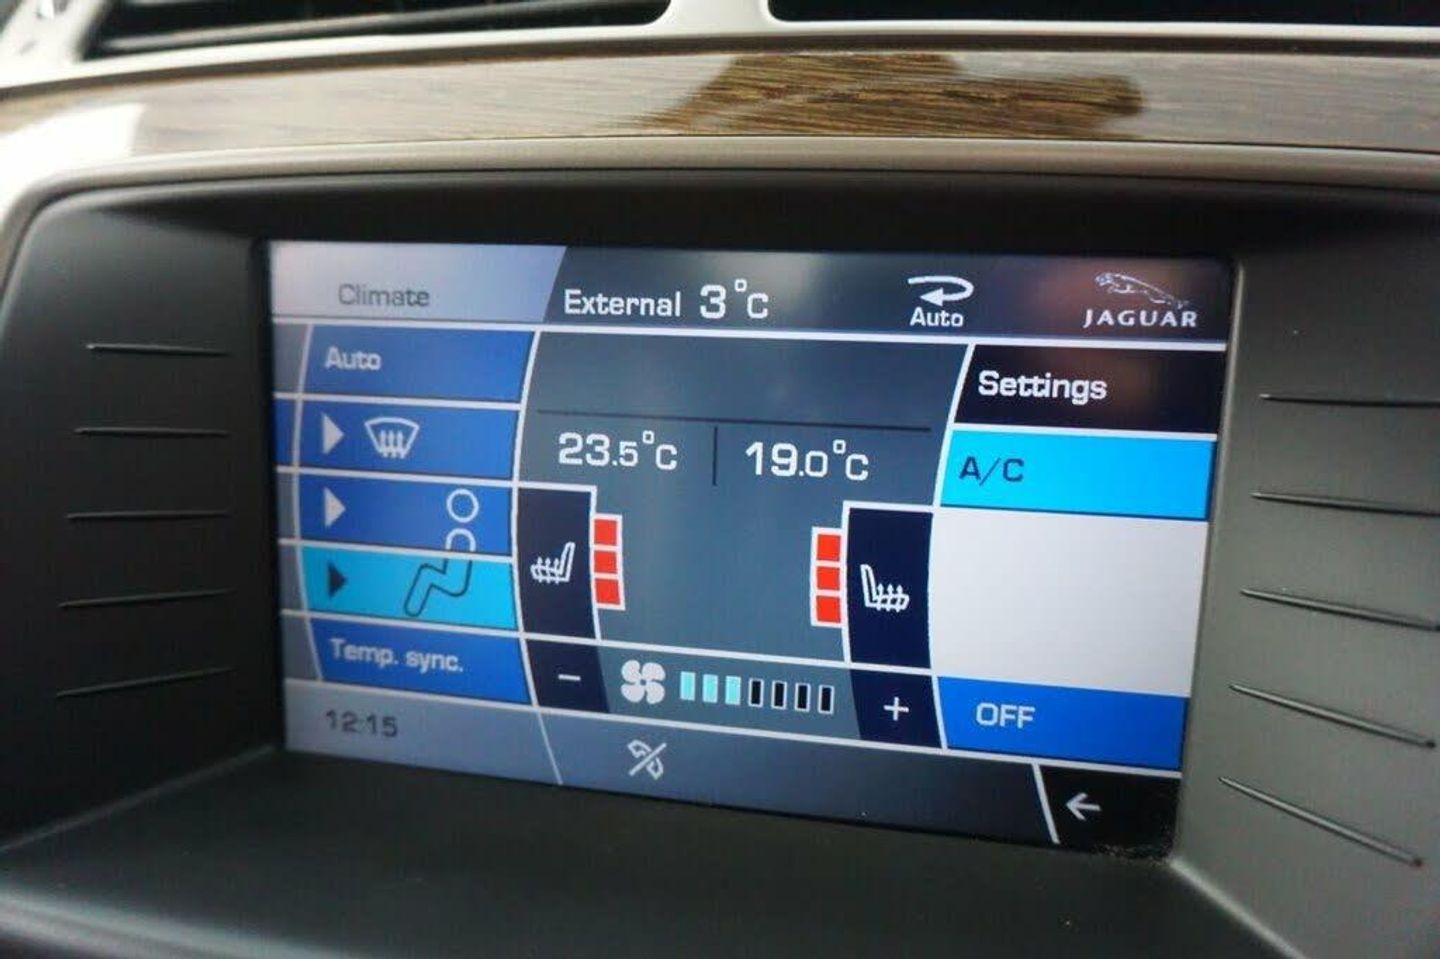 Climate
External 3°C
Auto
JAGUAR
Auto
Settings
23.5°C
19.0°C
A/C
Temp. sync.
-
+
OFF
12:15